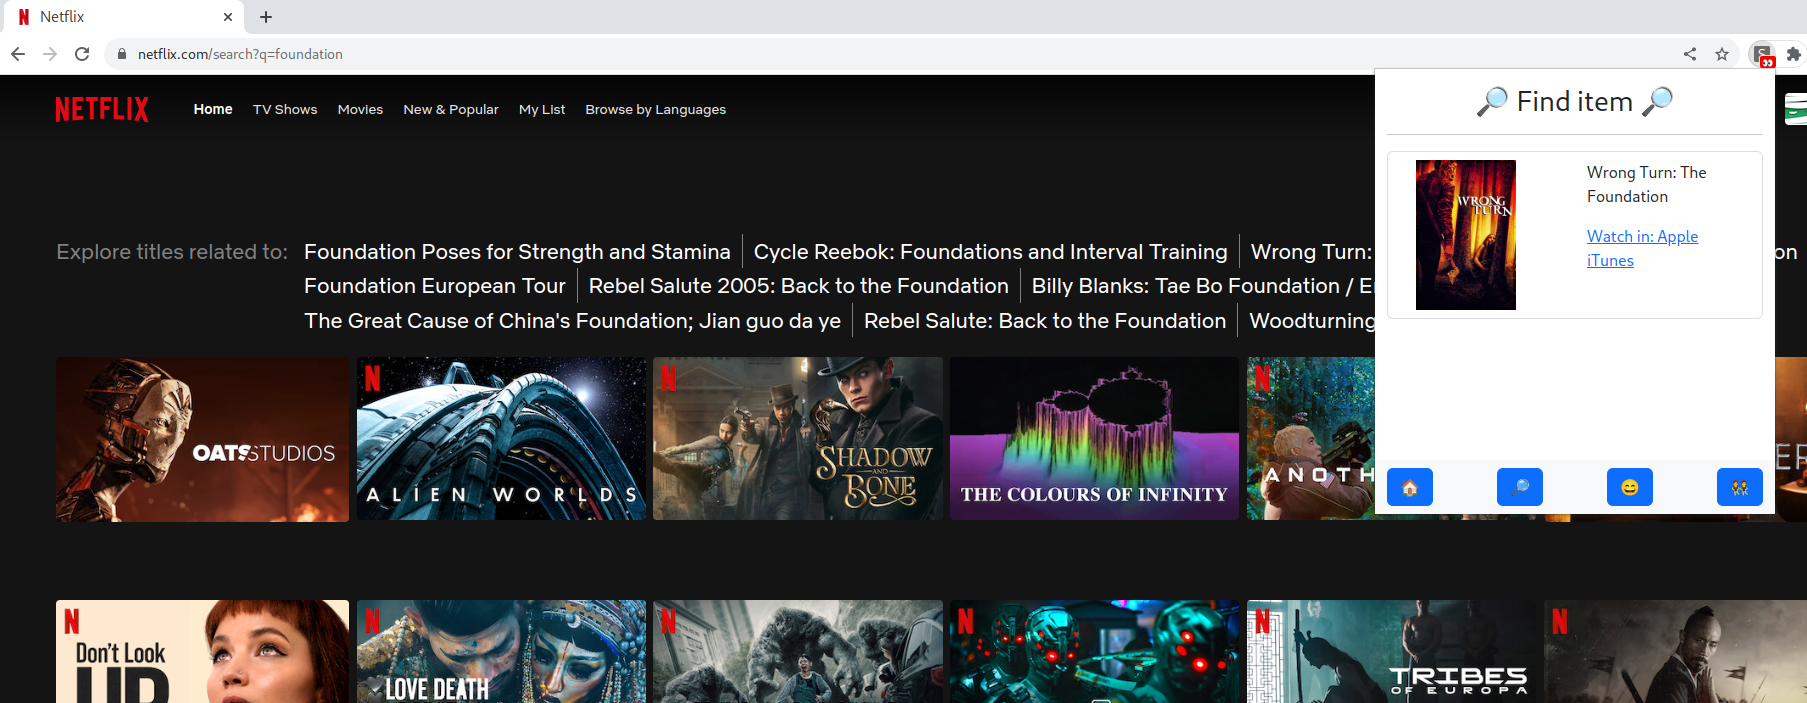 Netflix
netflix.com/search?q=foundation
NETFLIX
Home TV Shows Movies New & Popular My List Browse by Languages
Explore titles related to: Foundation Poses for Strength and Stamina Cycle Reebok: Foundations and Interval Training Wrong Turn: on
Foundation European Tour Rebel Salute 2005: Back to the Foundation Billy Blanks: Tae Bo Foundation /
The Great Cause of China's Foundation; Jian guo da ye Rebel Salute: Back to the Foundation Woodturning
🔎 Find item 🔎
WRONG TURN
Wrong Turn: The
Foundation
Watch in: Apple
iTunes
OATS STUDIOS
ALIEN WORLDS
SHADOW
AND
BONE
THE COLOURS OF INFINITY
ANOTH
Don't Look
UP
LOVE DEATH
TRIBES
OF EUROPA